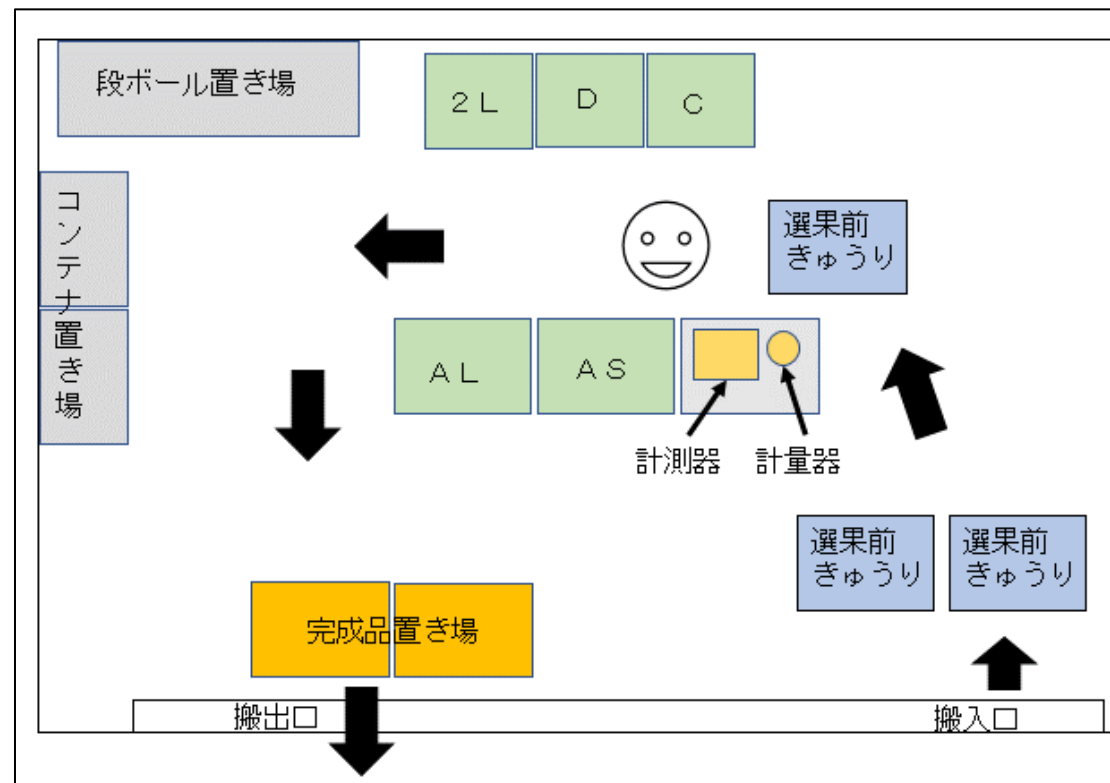 段ボール置き場
２Ｌ
Ｄ
Ｃ
コンテナ置き場
選果前
きゅうり
ＡＬ
ＡＳ
計測器
計量器
選果前
きゅうり
選果前
きゅうり
完成品置き場
搬出口
搬入口